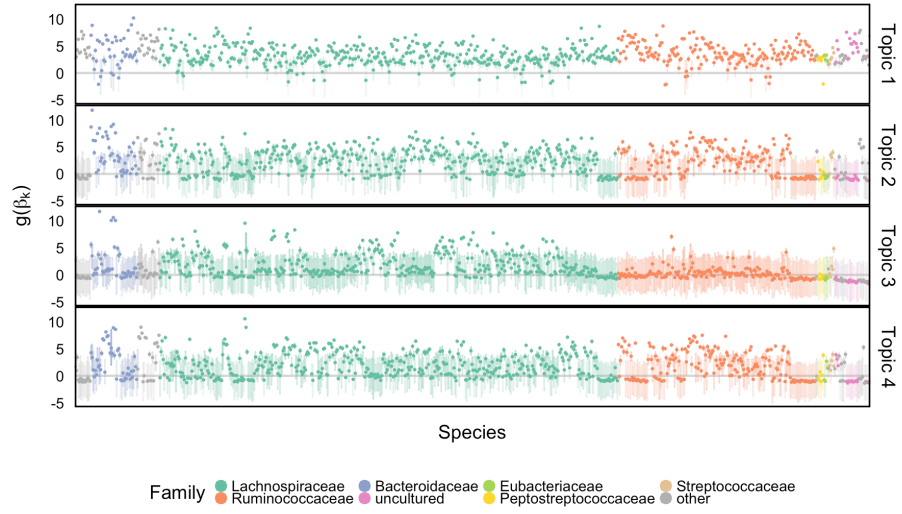 10
5
0
-5
Topic 1
10
5
0
-5
Topic 2
10
5
0
-5
Topic 3
10
5
0
-5
Topic 4
g(βk)
Species
Family
Lachnospiraceae
Bacteroidaceae
Eubacteriaceae
Streptococcaceae
Ruminococcaceae
uncultured
Peptostreptococcaceae
other